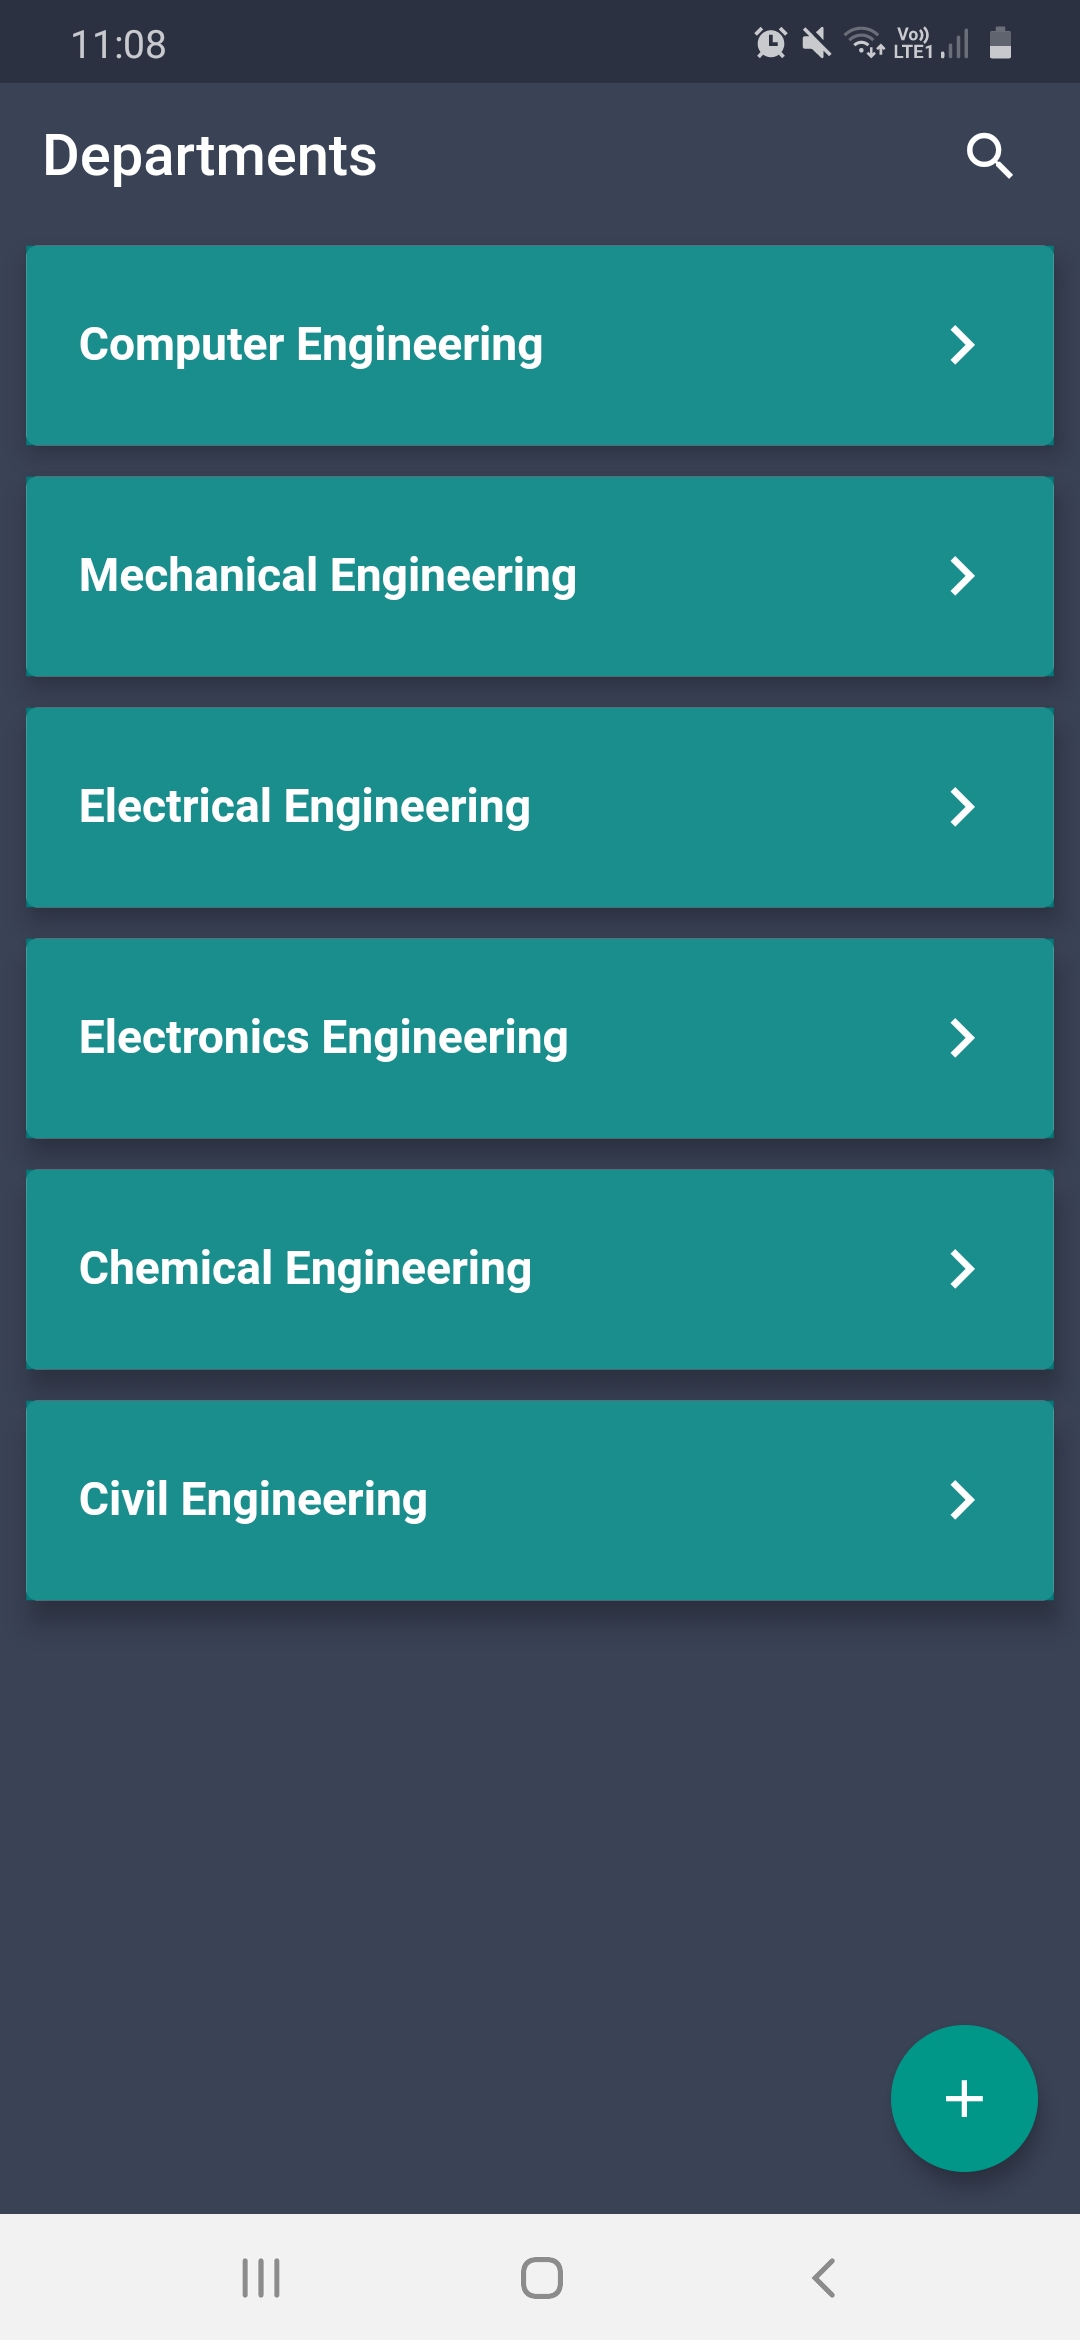 11:08
Vo))
LTE1
Departments
Computer Engineering
Mechanical Engineering
Electrical Engineering
Electronics Engineering
Chemical Engineering
Civil Engineering